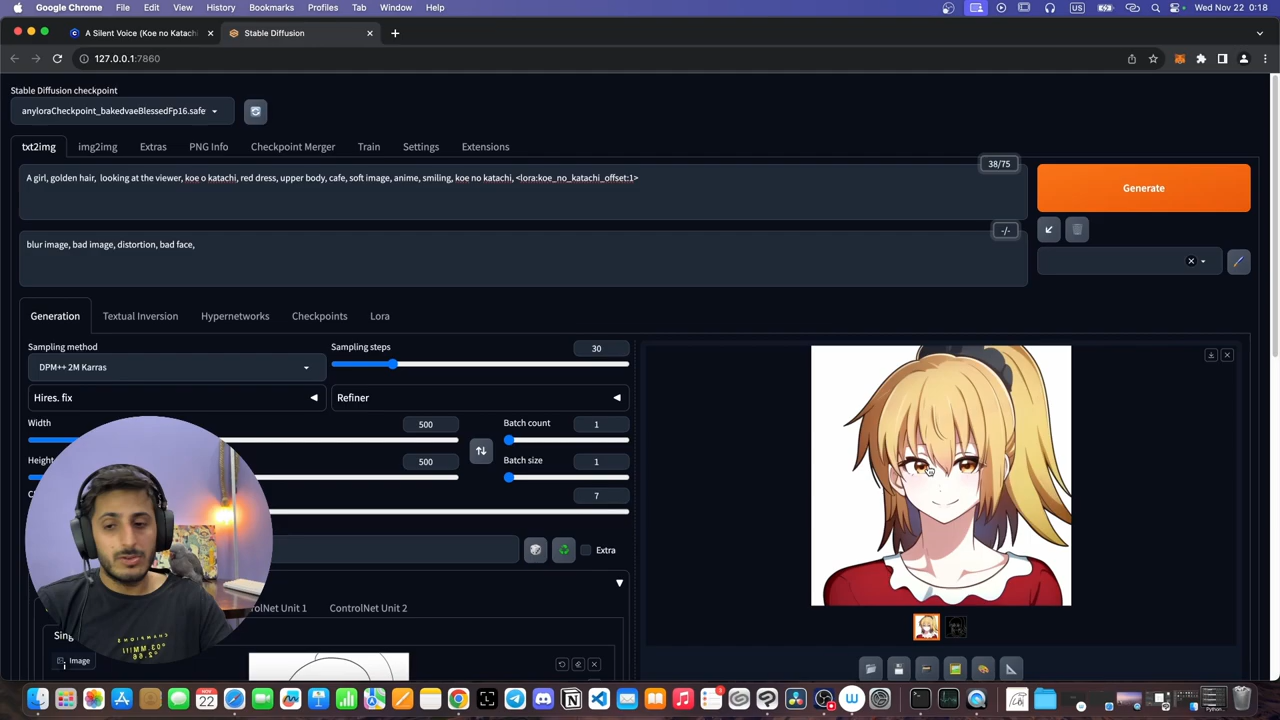 Google Chrome File Edit View History Bookmarks Profiles Tab Window Help
US
Wed Nov 22 0:18
A Silent Voice (Koe no Katachi
Stable Diffusion
127.0.0.1:7860
Stable Diffusion checkpoint
anyloraCheckpoint_bakedvaeBlessedFp16.safe
txt2img img2img Extras PNG Info Checkpoint Merger Train Settings Extensions
38/75
A girl, golden hair, looking at the viewer, koe o katachi, red dress, upper body, cafe, soft image, anime, smiling, koe no katachi, <lora:koe_no_katachi_offset:1>
Generate
-/-
blur image, bad image, distortion, bad face,
Generation Textual Inversion Hypernetworks Checkpoints Lora
Sampling method
DPM++ 2M Karras
Sampling steps
30
Hires. fix
Refiner
Width
500
Batch count
1
500
Batch size
1
7
Extra
ControlNet Unit 2
Image
NOV
22
3